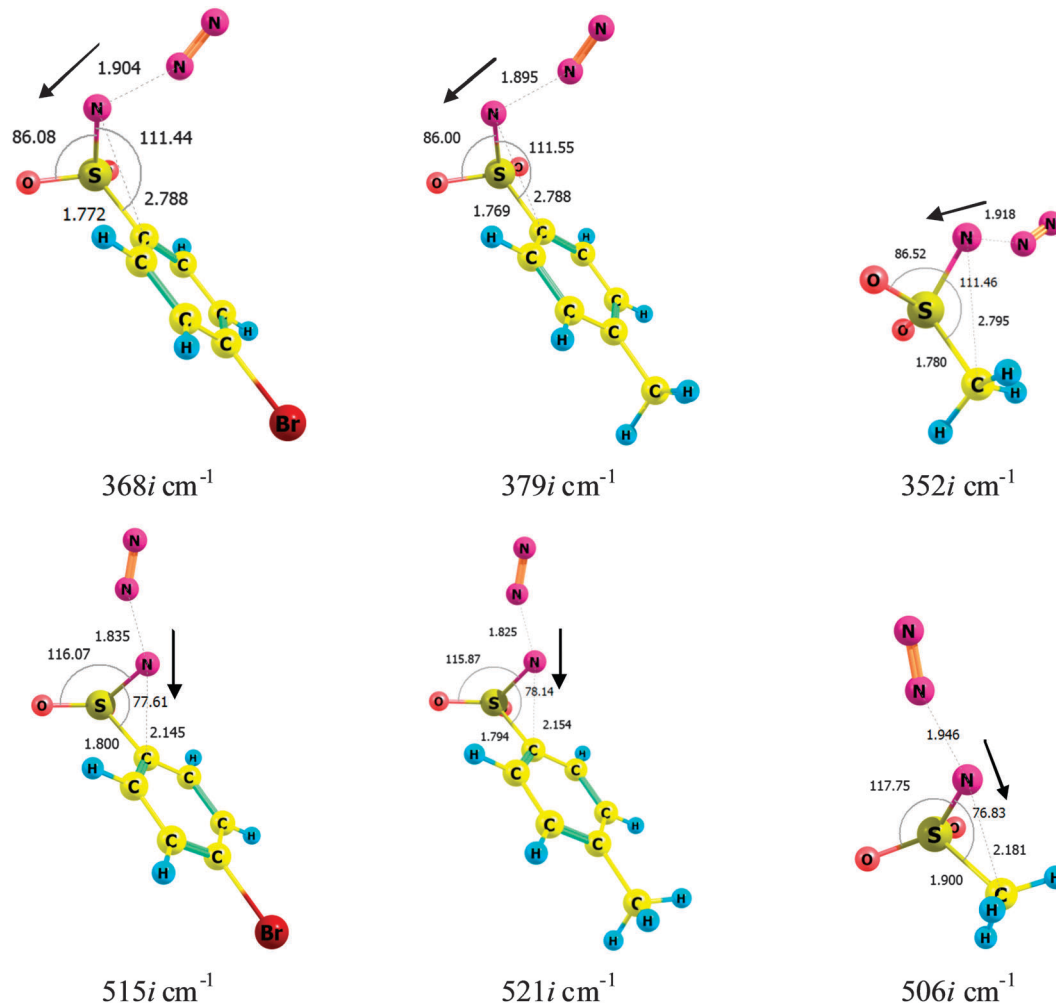 N
N
1.904
N
86.08
111.44
O
S
O
2.788
1.772
H
C
H
C
C
C
C
H
H
C
Br
368i cm-1
N
N
1.895
N
86.00
111.55
O
S
O
2.788
1.769
H
C
H
C
C
C
C
H
H
C
C
H
H
379i cm-1
1.918
N
N
N
86.52
111.46
O
S
O
2.795
1.780
C
H
H
H
352i cm-1
N
N
1.835
N
116.07
O
S
77.61
2.145
1.800
C
H
H
C
C
C
C
H
H
C
Br
515i cm-1
N
N
1.825
N
115.87
O
S
O
78.14
2.154
1.794
C
H
H
C
C
C
C
H
H
C
C
H
H
H
521i cm-1
N
N
1.946
N
117.75
76.83
O
S
O
2.181
1.900
C
H
H
H
506i cm-1